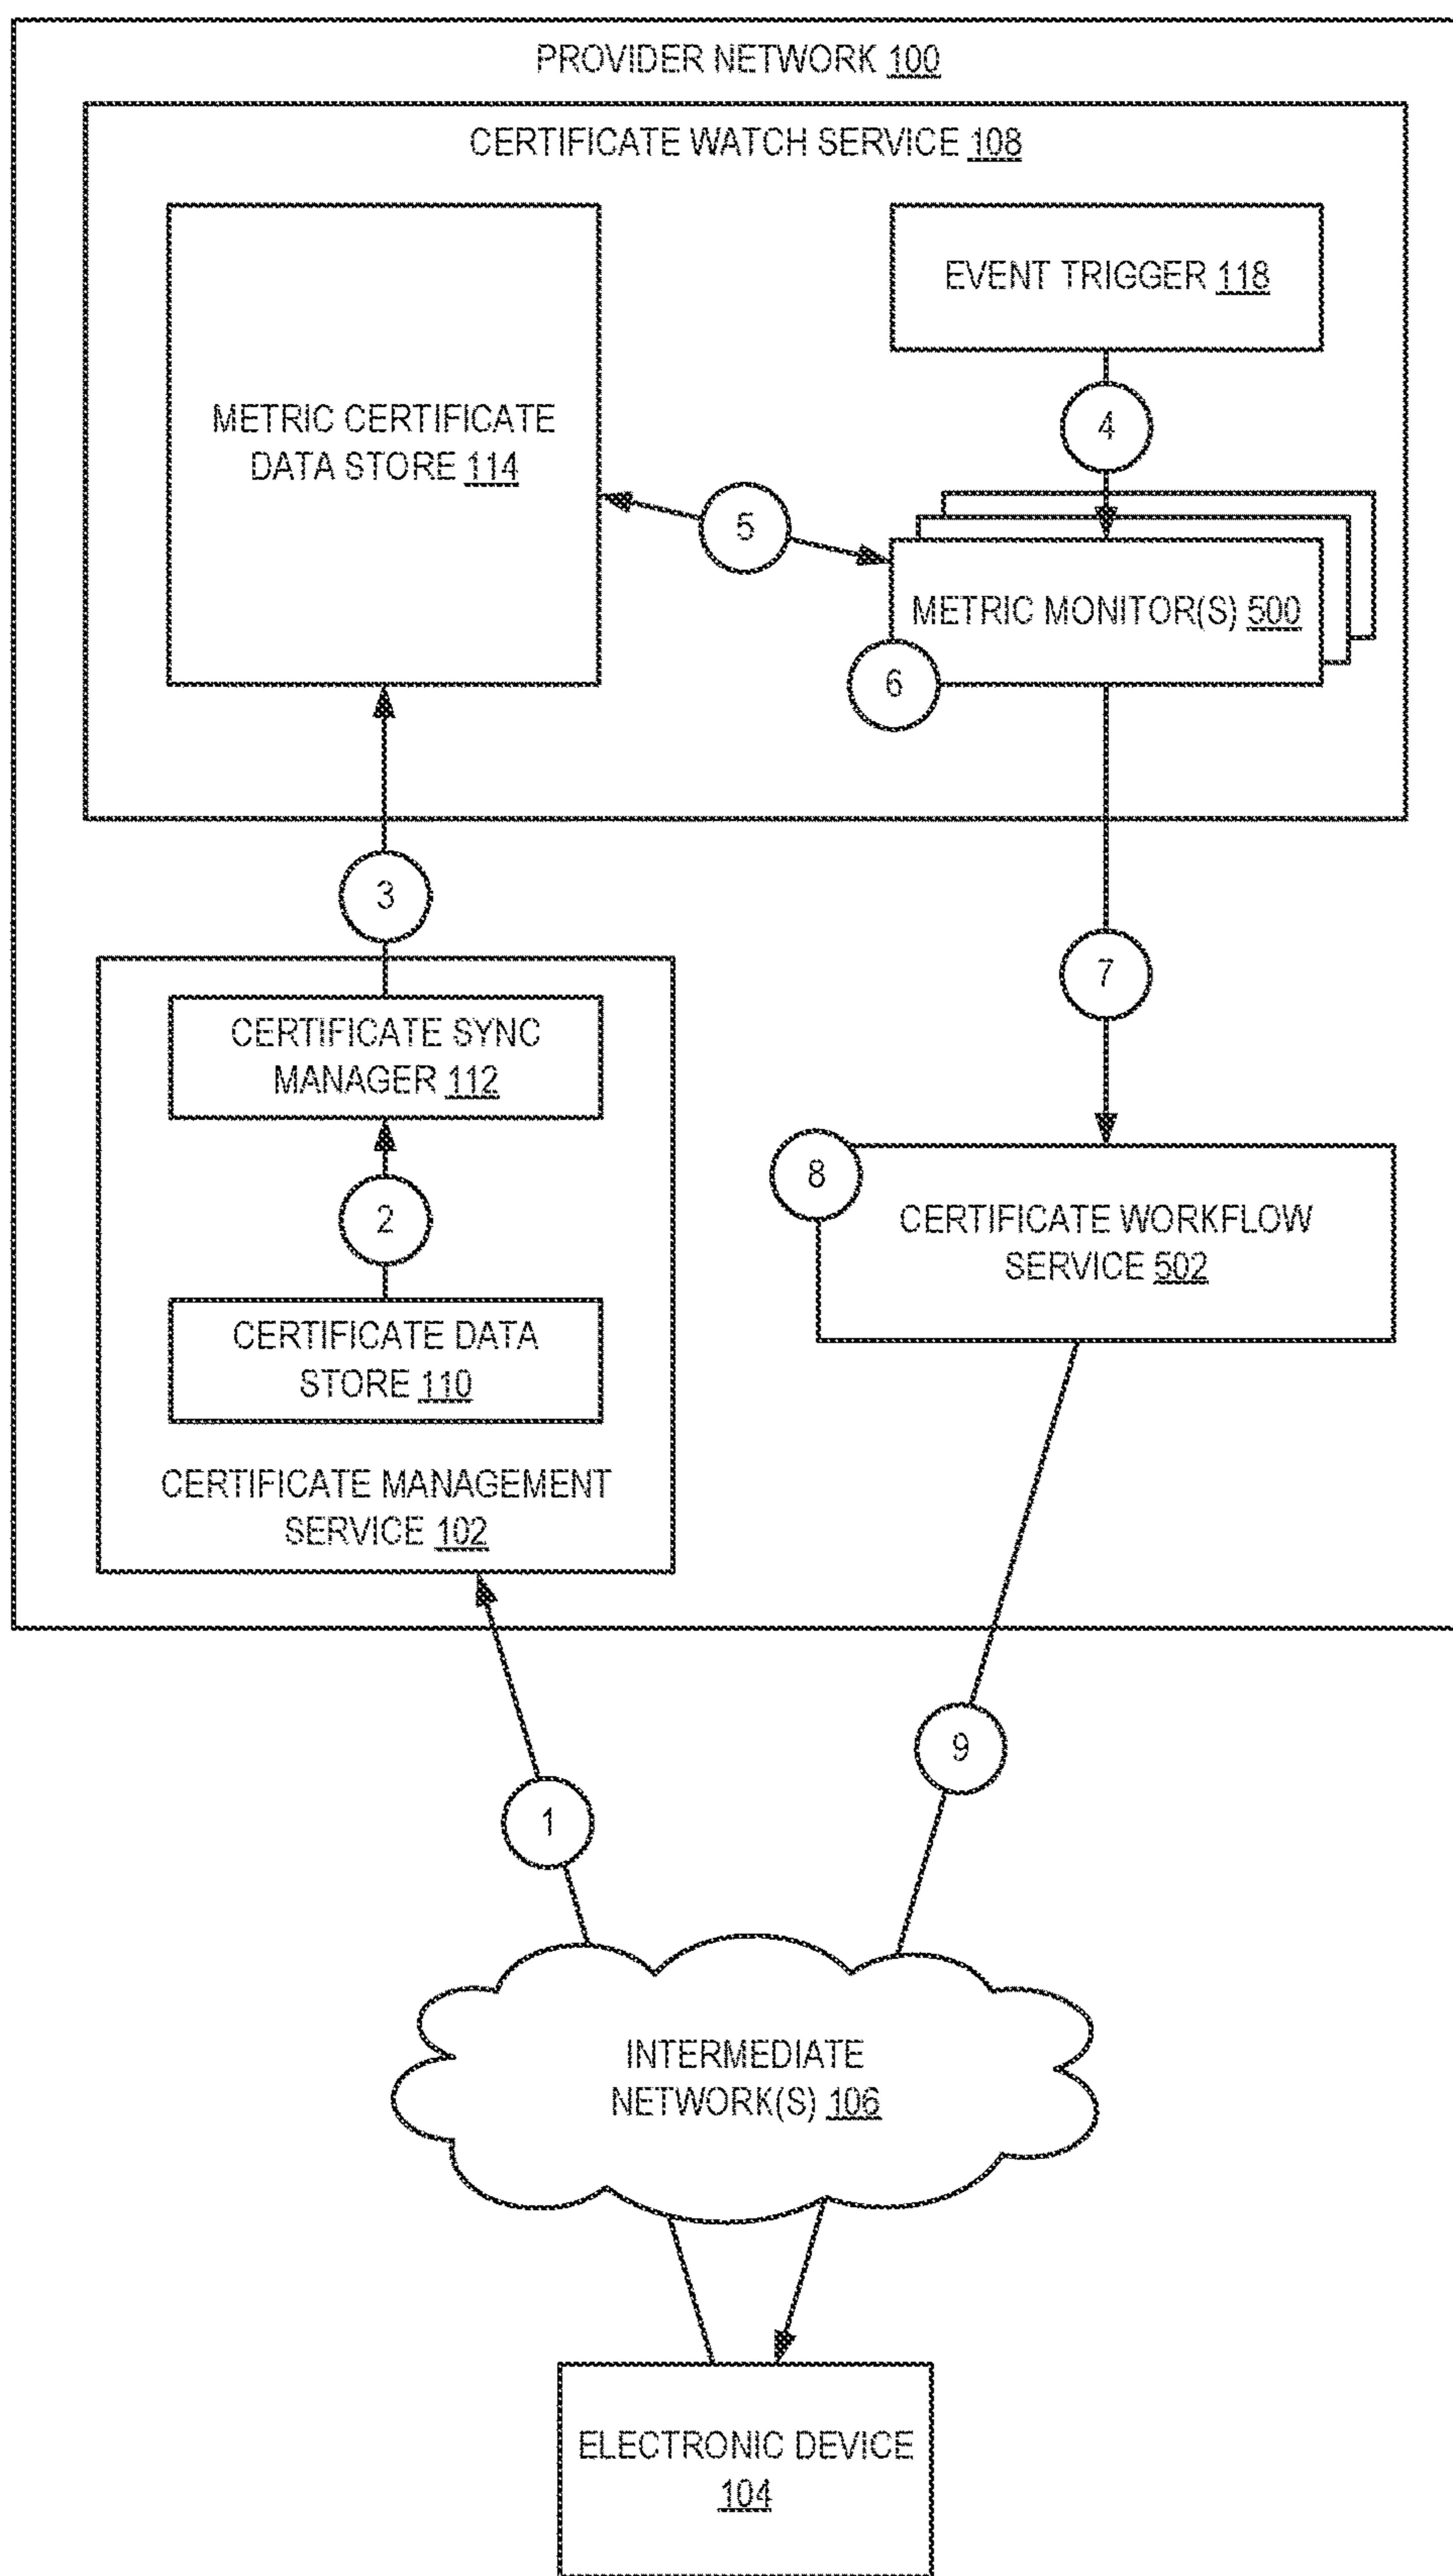 PROVIDER NETWORK 100
CERTIFICATE WATCH SERVICE 108
METRIC CERTIFICATE
DATA STORE 114
EVENT TRIGGER 118
4
5
METRIC MONITOR(S) 500
6
3
7
CERTIFICATE SYNC
MANAGER 112
2
8
CERTIFICATE WORKFLOW
SERVICE 502
CERTIFICATE DATA
STORE 110
CERTIFICATE MANAGEMENT
SERVICE 102
9
1
INTERMEDIATE
NETWORK(S) 106
ELECTRONIC DEVICE
104